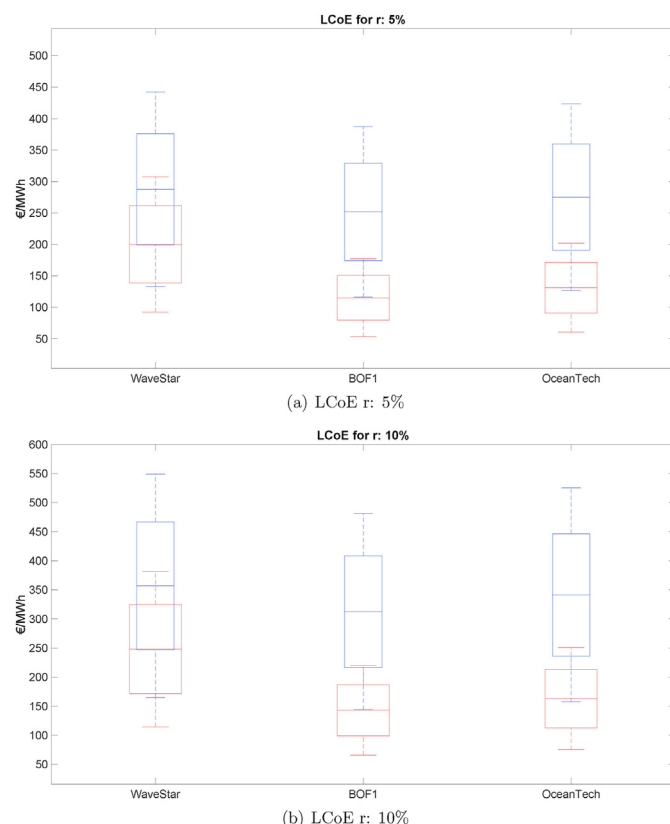 LCoE for r: 5%
500
450
400
350
300
250
200
150
100
50
€/MWh
WaveStar BOF1 OceanTech
(a) LCoE r: 5%
LCoE for r: 10%
600
550
500
450
400
350
300
250
200
150
100
50
€/MWh
WaveStar BOF1 OceanTech
(b) LCoE r: 10%